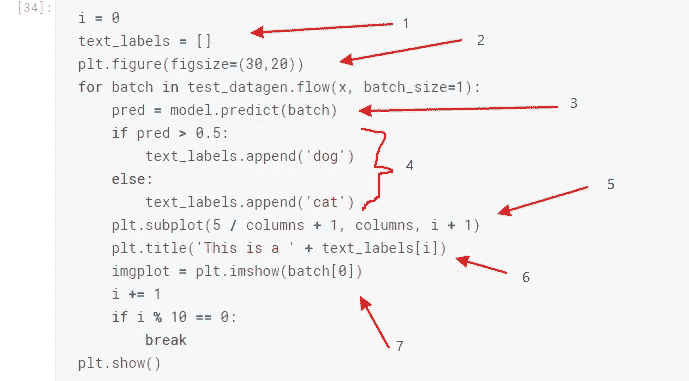 [34]:
i = 0
text_labels = []
plt.figure(figsize=(30,20))
for batch in test_datagen.flow(x, batch_size=1):
    pred = model.predict(batch)
    if pred > 0.5:
        text_labels.append('dog')
    else:
        text_labels.append('cat')
    plt.subplot(5 / columns + 1, columns, i + 1)
    plt.title('This is a ' + text_labels[i])
    imgplot = plt.imshow(batch[0])
    i += 1
    if i % 10 == 0:
        break
plt.show()
1
2
3
4
5
6
7